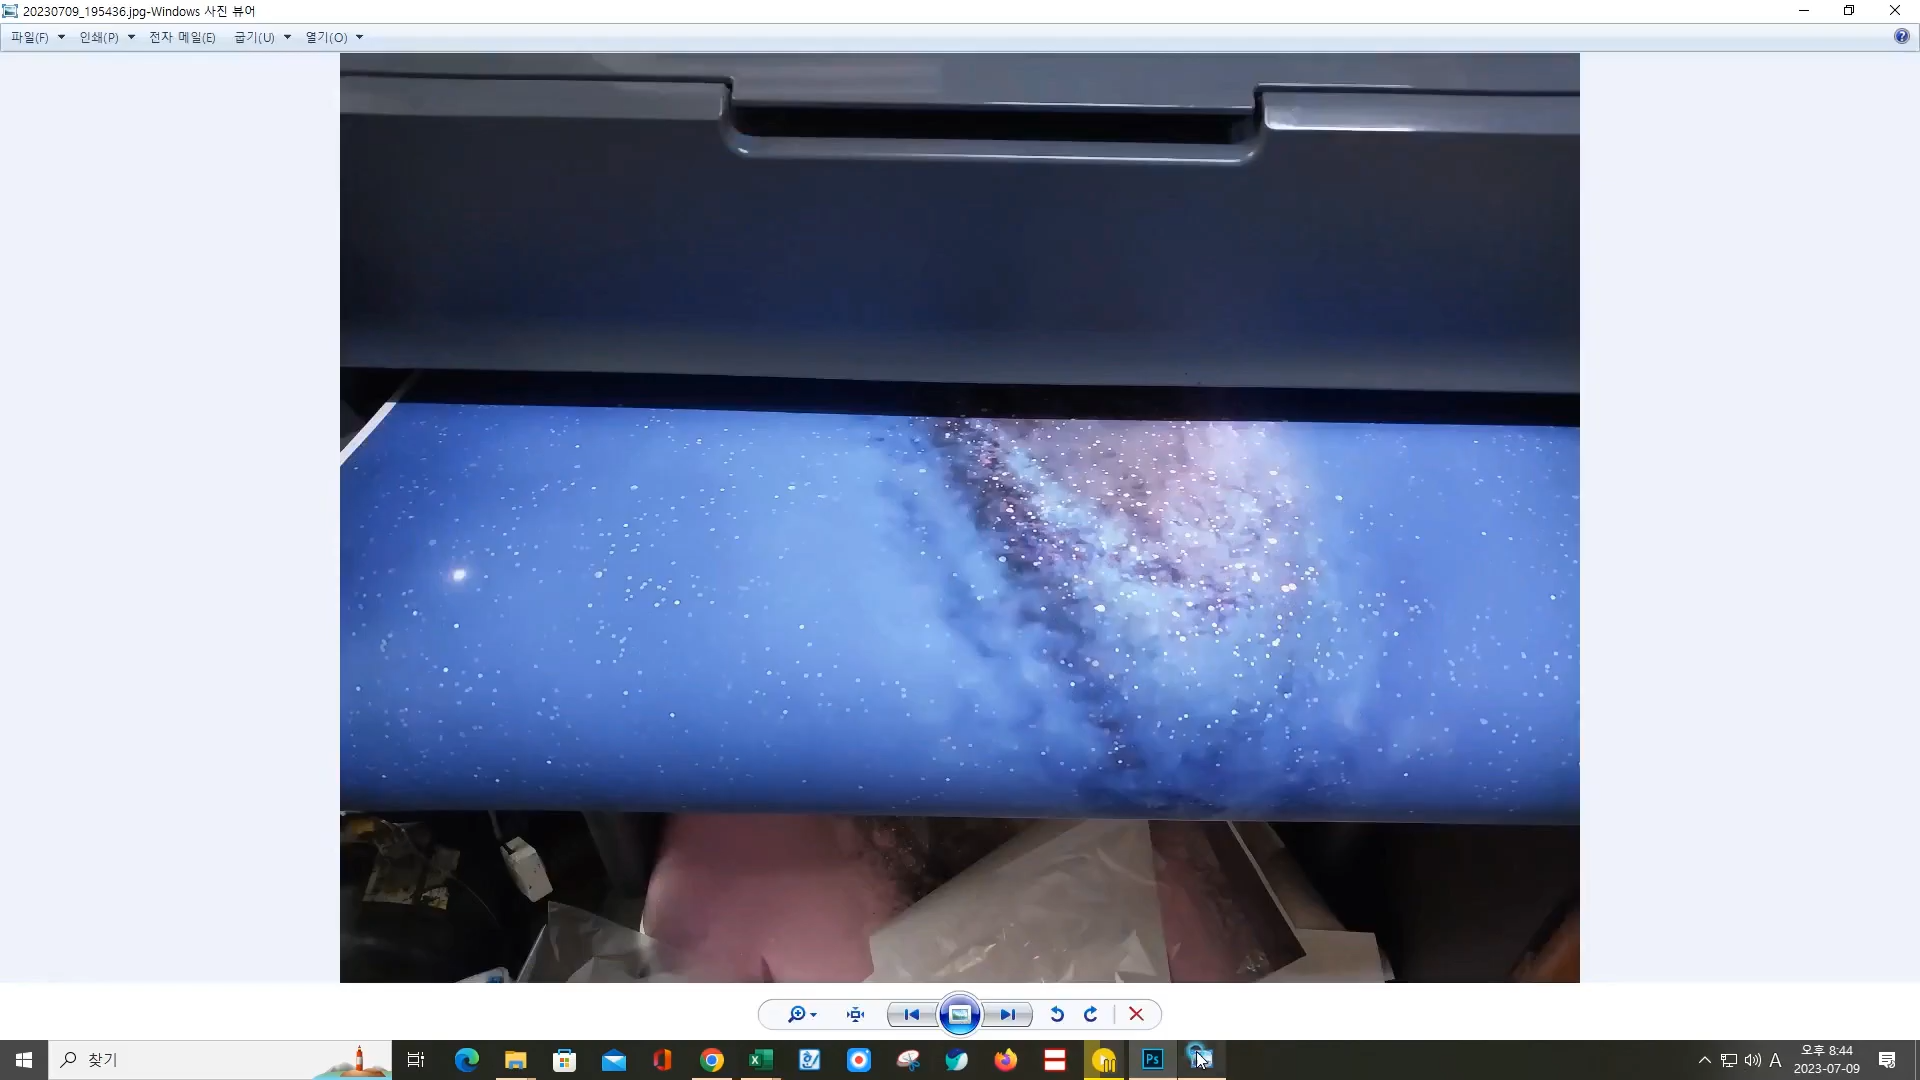 20230709_195436.jpg-Windows 사진 뷰어
파일(F) 인쇄(P) 전자 메일(E) 굽기(U) 열기(O)
찾기
Ps
A
오후 8:44
2023-07-09